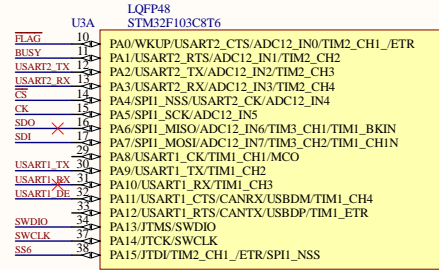 LQFP48
U3A STM32F103C8T6
FLAG 10 PA0/WKUP/USART2_CTS/ADC12_IN0/TIM2_CH1_/ETR
BUSY 11 PA1/USART2_RTS/ADC12_IN1/TIM2_CH2
USART2_TX 12 PA2/USART2_TX/ADC12_IN2/TIM2_CH3
USART2_RX 13 PA3/USART2_RX/ADC12_IN3/TIM2_CH4
CS 14 PA4/SPI1_NSS/USART2_CK/ADC12_IN4
CK 15 PA5/SPI1_SCK/ADC12_IN5
SDO 16 PA6/SPI1_MISO/ADC12_IN6/TIM3_CH1/TIM1_BKIN
SDI 17 PA7/SPI1_MOSI/ADC12_IN7/TIM3_CH2/TIM1_CH1N
29 PA8/USART1_CK/TIM1_CH1/MCO
USART1_TX 30 PA9/USART1_TX/TIM1_CH2
USART1_RX 31 PA10/USART1_RX/TIM1_CH3
USART1_DE 32 PA11/USART1_CTS/CANRX/USBDM/TIM1_CH4
33 PA12/USART1_RTS/CANTX/USBDP/TIM1_ETR
SWDIO 34 PA13/JTMS/SWDIO
SWCLK 37 PA14/JTCK/SWCLK
SS6 38 PA15/JTDI/TIM2_CH1_/ETR/SPI1_NSS